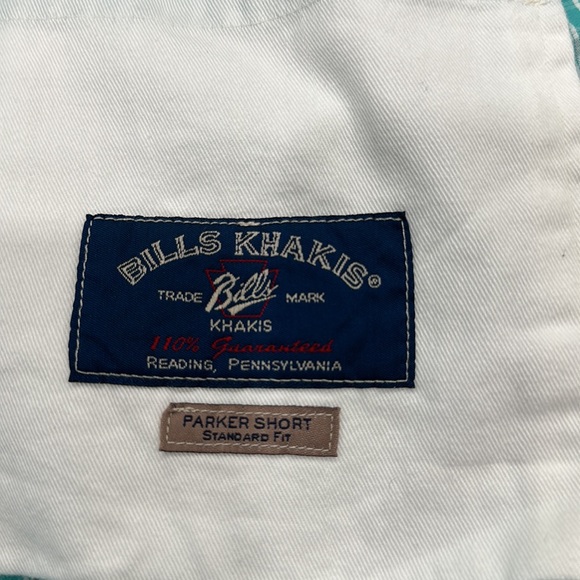 BILLS KHAKIS®
TRADE Bills MARK
KHAKIS
110% Guaranteed
READING, PENNSYLVANIA
PARKER SHORT
STANDARD FIT